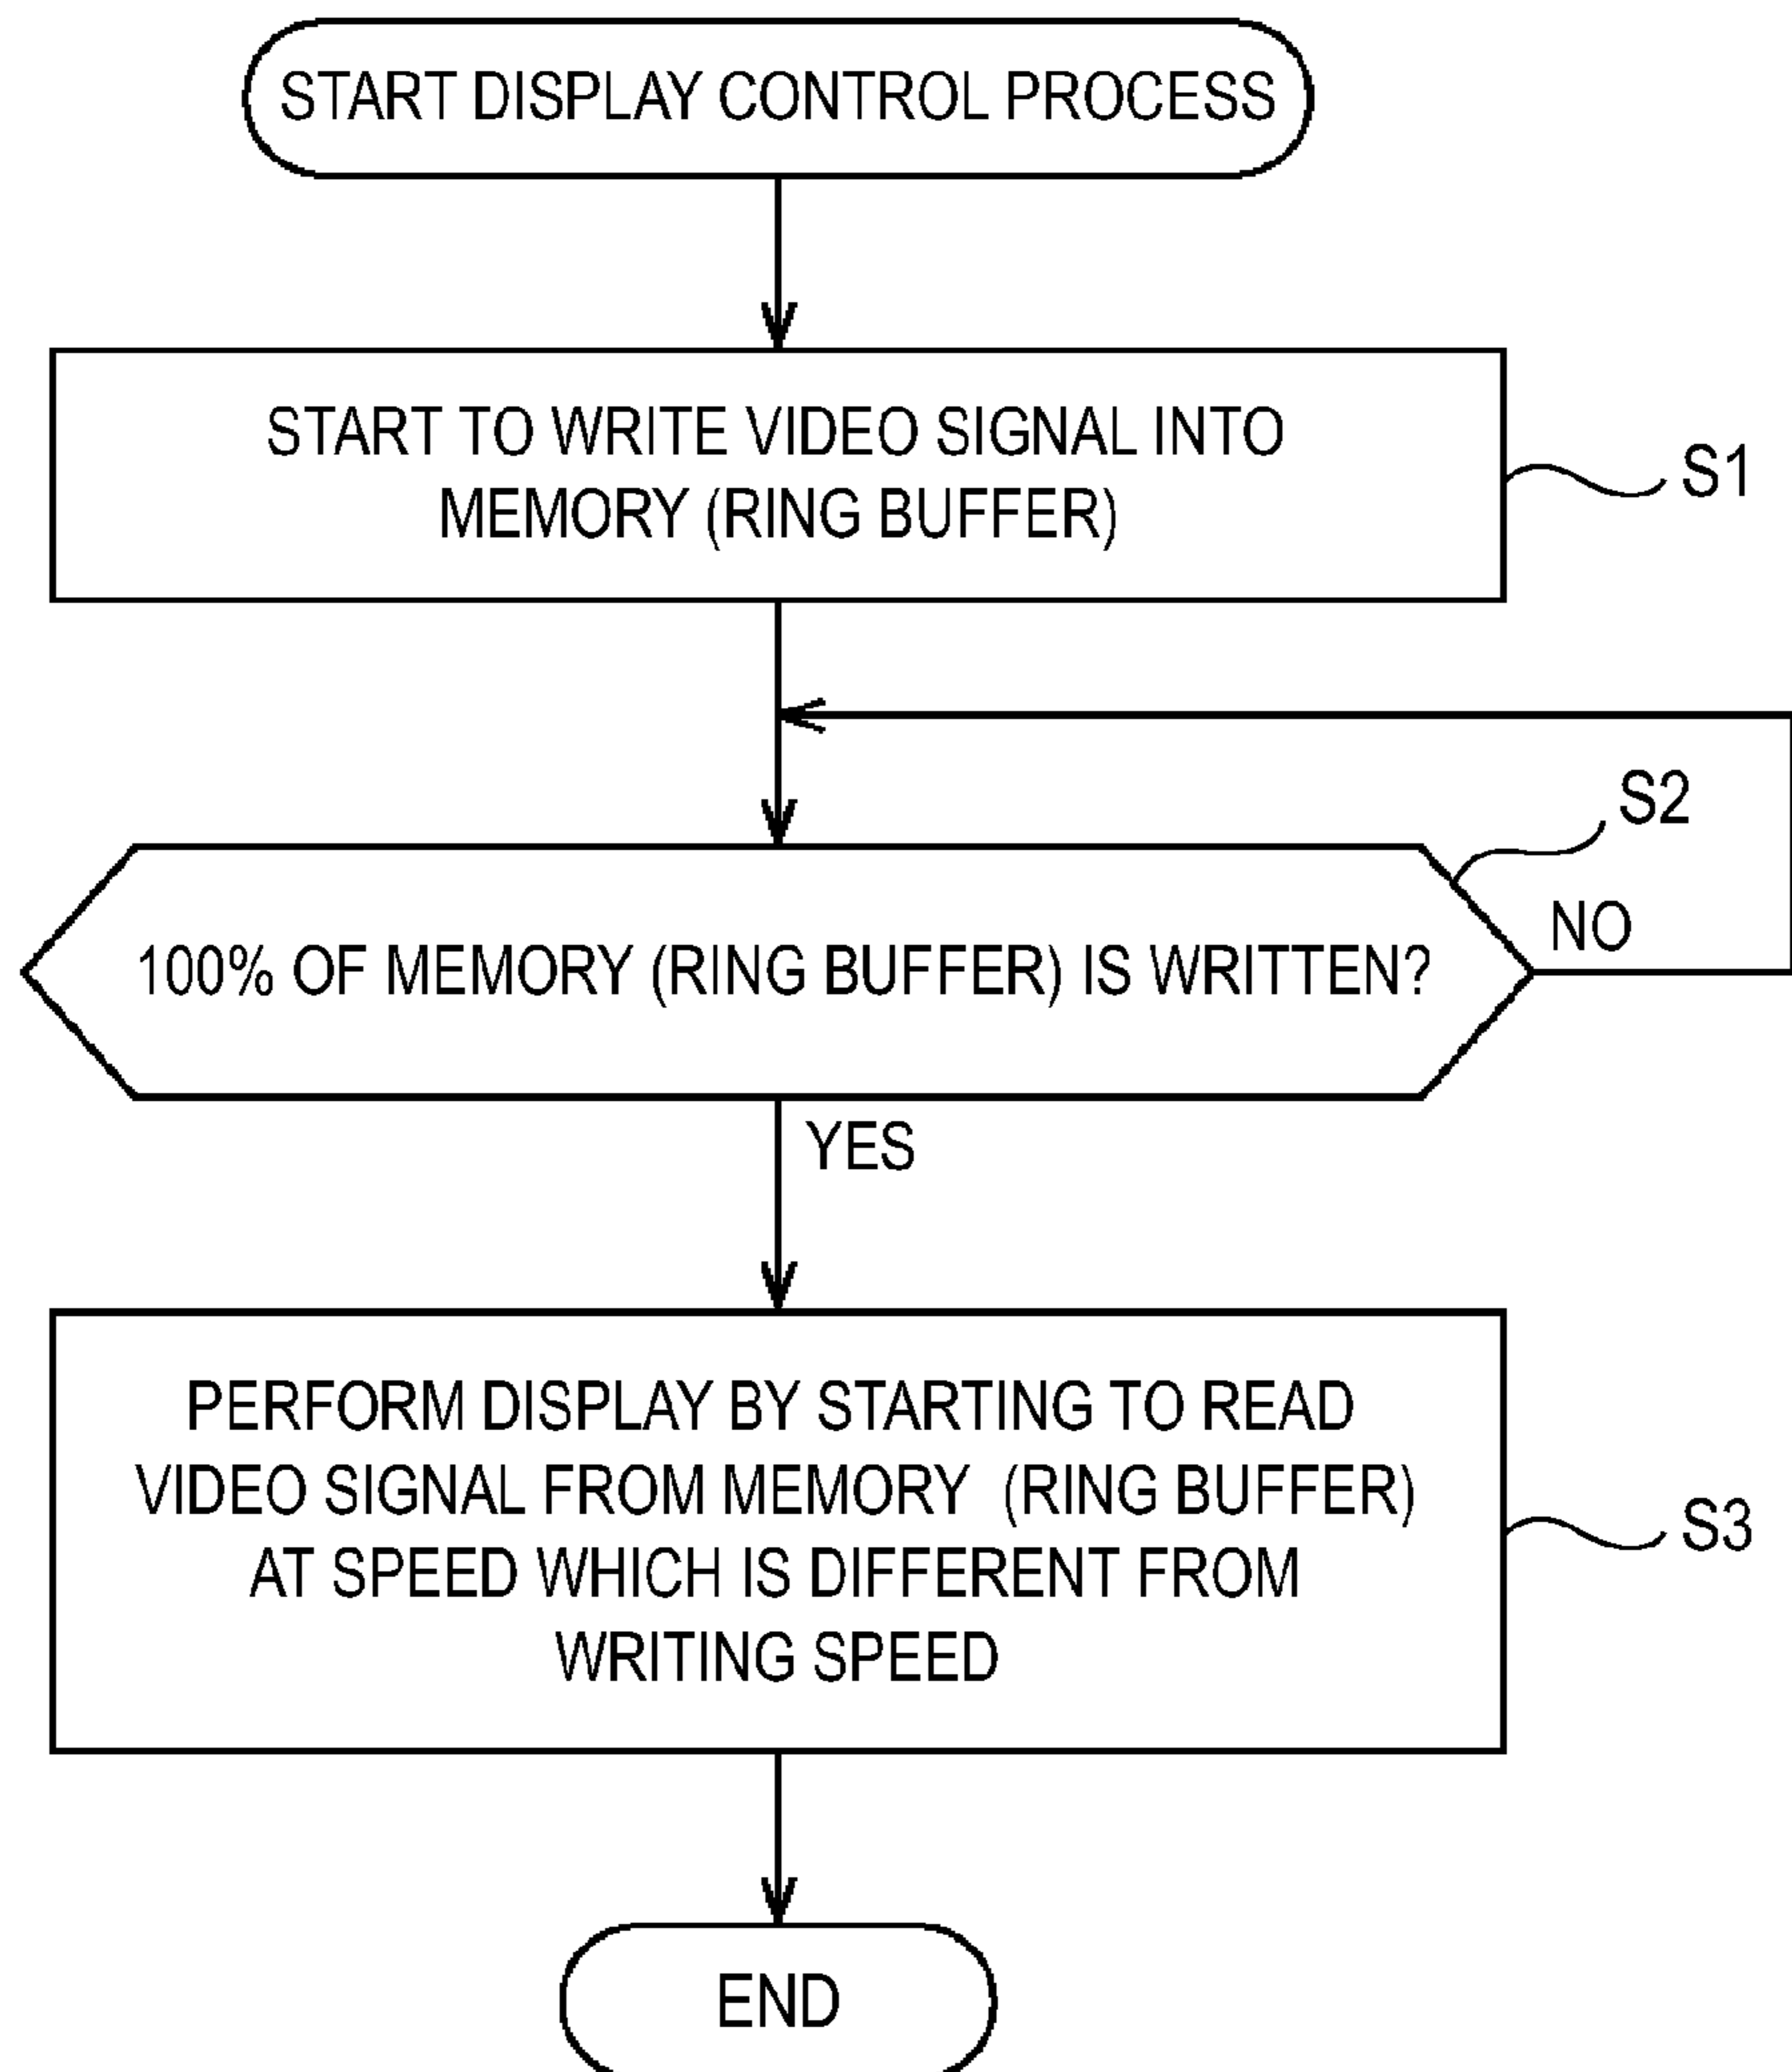 START DISPLAY CONTROL PROCESS
START TO WRITE VIDEO SIGNAL INTO
MEMORY (RING BUFFER)
S1
S2
100% OF MEMORY (RING BUFFER) IS WRITTEN?
NO
YES
PERFORM DISPLAY BY STARTING TO READ
VIDEO SIGNAL FROM MEMORY (RING BUFFER)
AT SPEED WHICH IS DIFFERENT FROM
WRITING SPEED
S3
END